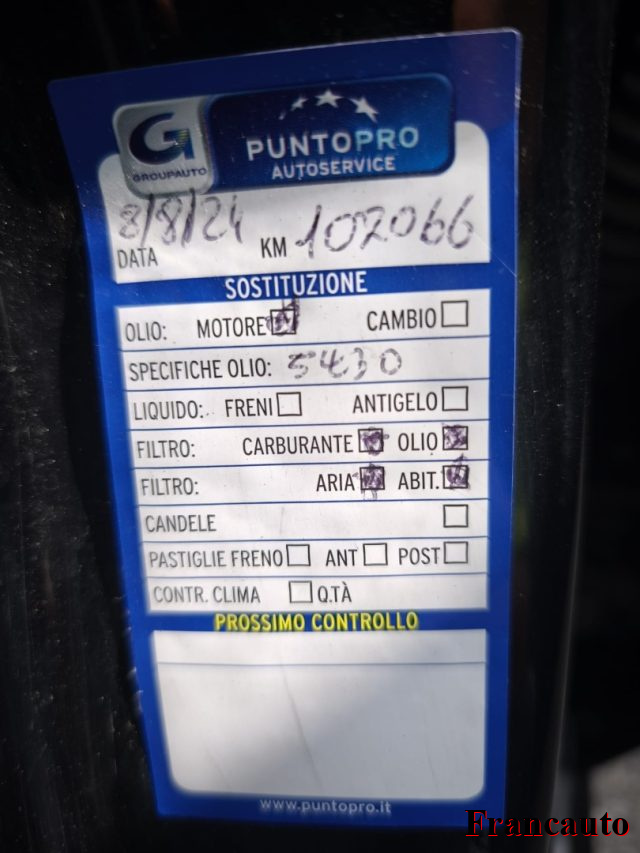 G
GROUPAUTO
PUNTOPRO
AUTOSERVICE
DATA 8/8/24 KM 102066
SOSTITUZIONE
OLIO: MOTORE CAMBIO
SPECIFICHE OLIO: 5W30
LIQUIDO: FRENI ANTIGELO
FILTRO: CARBURANTE OLIO
FILTRO: ARIA ABIT.
CANDELE
PASTIGLIE FRENO ANT POST
CONTR. CLIMA Q.TÀ
PROSSIMO CONTROLLO
www.puntopro.it
Francauto